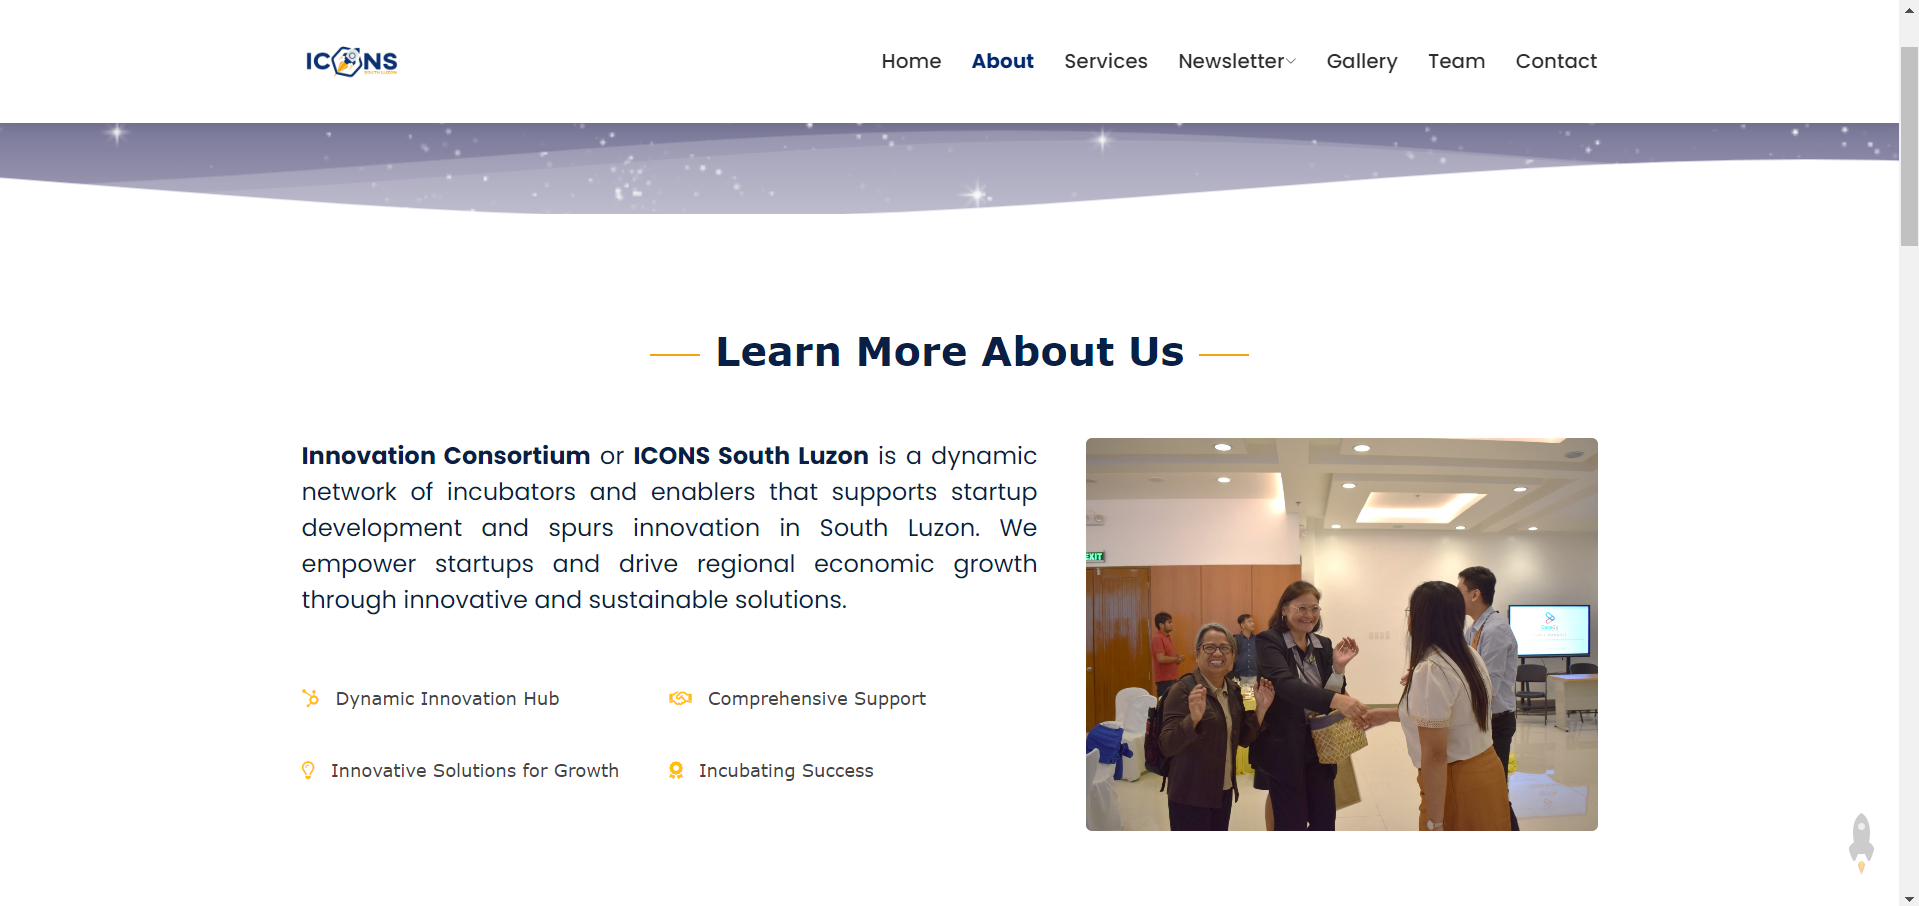 ICONS
SOUTH LUZON
Home About Services Newsletter Gallery Team Contact
Learn More About Us
Innovation Consortium or ICONS South Luzon is a dynamic
network of incubators and enablers that supports startup
development and spurs innovation in South Luzon. We
empower startups and drive regional economic growth
through innovative and sustainable solutions.
Dynamic Innovation Hub
Comprehensive Support
Innovative Solutions for Growth
Incubating Success
EXIT